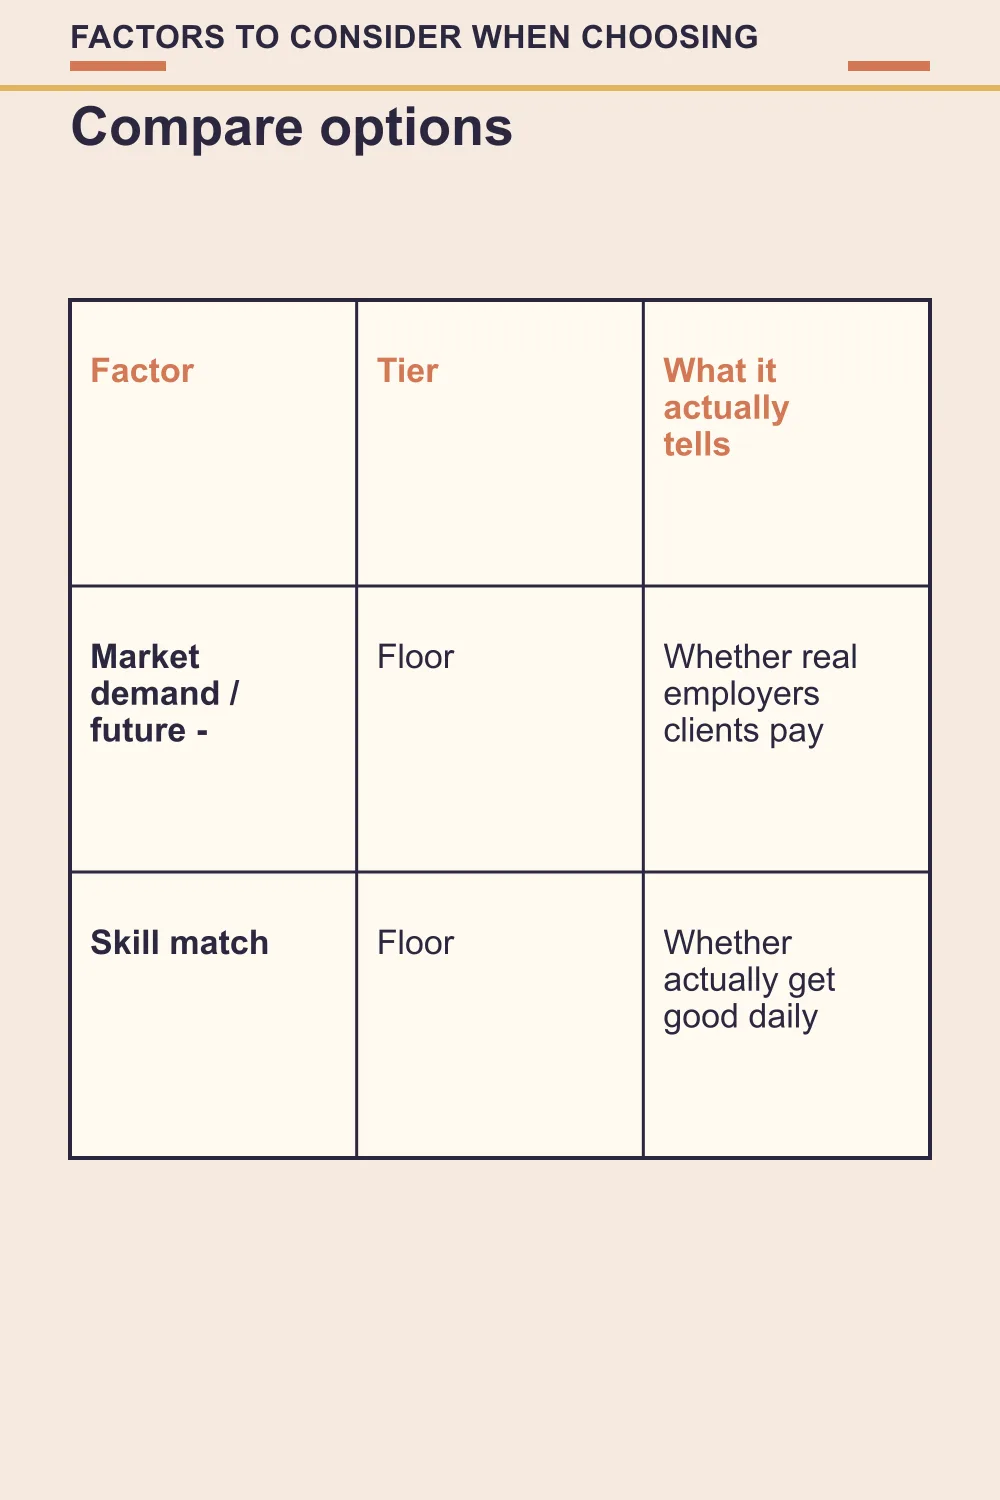 FACTORS TO CONSIDER WHEN CHOOSING
Compare options
Factor
Tier
What it
actually
tells
Market
demand /
future -
Floor
Whether real
employers
clients pay
Skill match
Floor
Whether
actually get
good daily